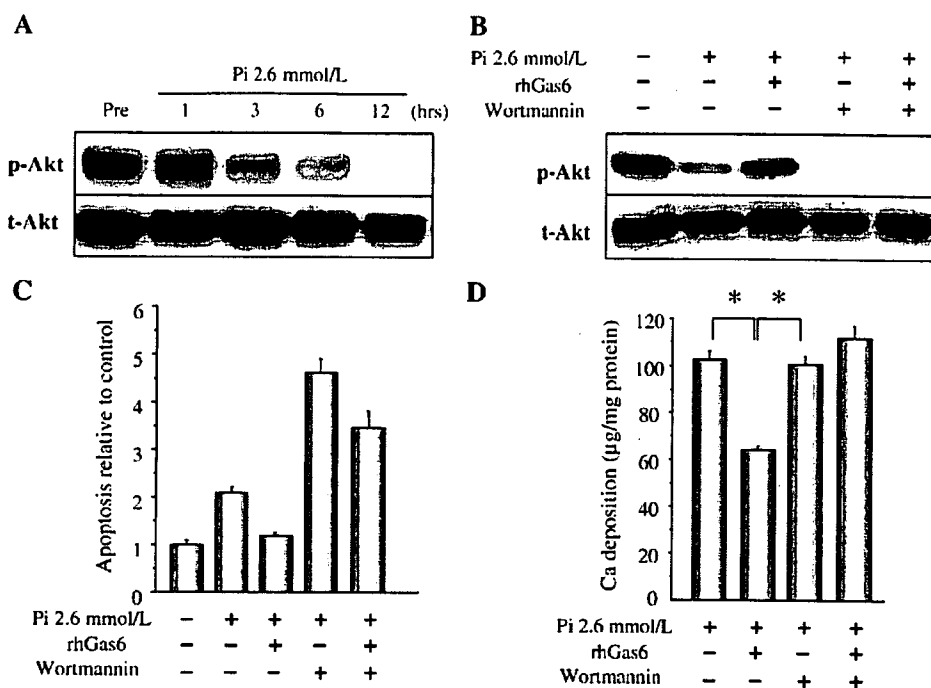 A
Pi 2.6 mmol/L
Pre 1 3 6 12 (hrs)
p-Akt
t-Akt
B
Pi 2.6 mmol/L − + + + +
rhGas6 − − + − +
Wortmannin − − − + +
p-Akt
t-Akt
C
Apoptosis relative to control
6
5
4
3
2
1
0
Pi 2.6 mmol/L − + + + +
rhGas6 − − + − +
Wortmannin − − − + +
D
* *
Ca deposition (µg/mg protein)
120
100
80
60
40
20
0
Pi 2.6 mmol/L + + + +
rhGas6 − + − +
Wortmannin − − + +